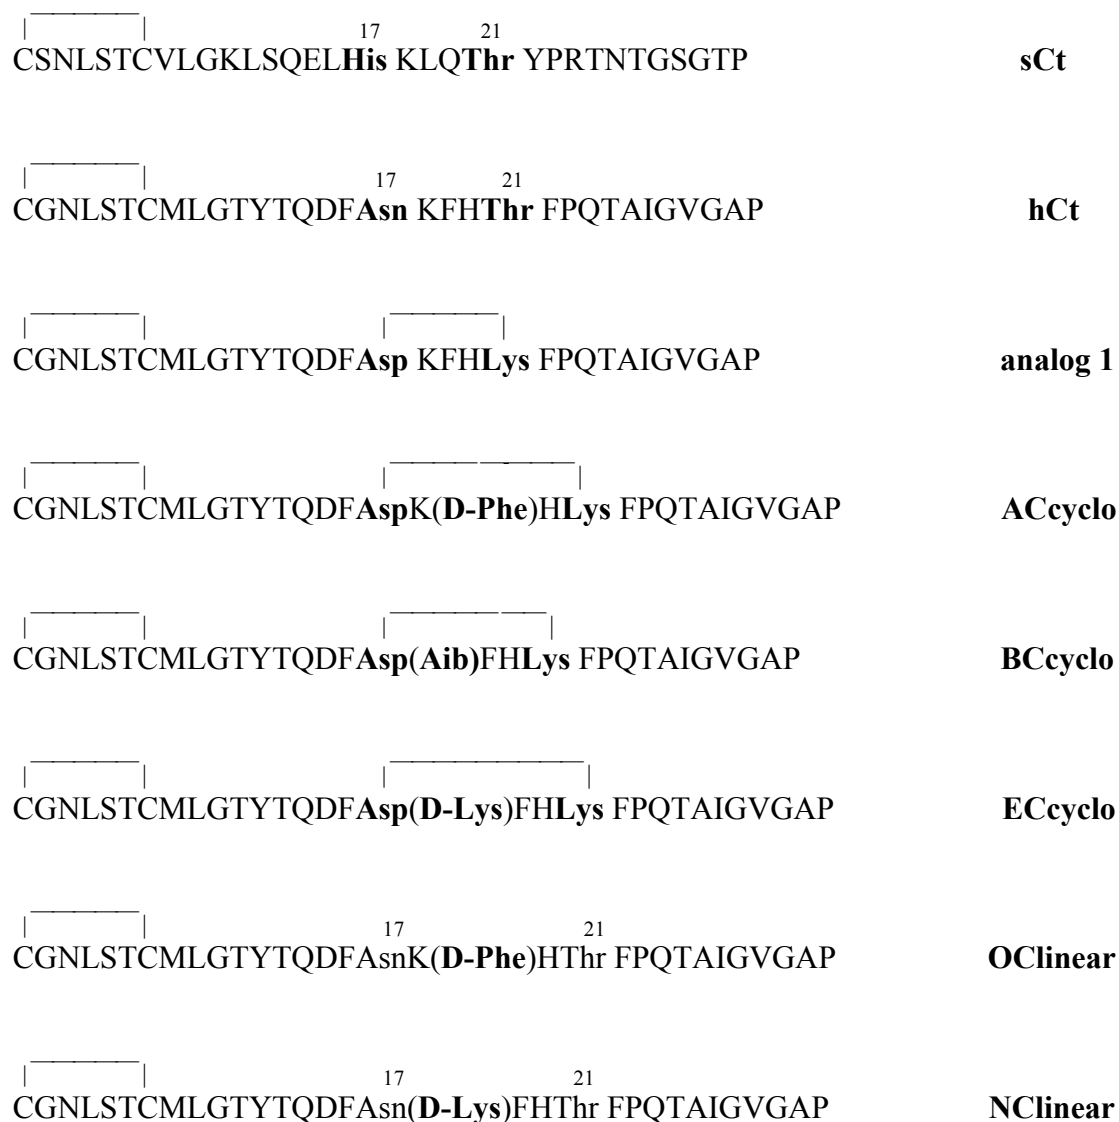 17 21
CSNLSTCVLGKLSQELHis KLQThr YPRTNTGSGTP sCt
17 21
CGNLSTCMLGTYTQDFAsn KFHThr FPQTAIGVGAP hCt
CGNLSTCMLGTYTQDFAsp KFHLys FPQTAIGVGAP analog 1
CGNLSTCMLGTYTQDFAspK(D-Phe)HLys FPQTAIGVGAP ACcyclo
CGNLSTCMLGTYTQDFAsp(Aib)FHLys FPQTAIGVGAP BCcyclo
CGNLSTCMLGTYTQDFAsp(D-Lys)FHLys FPQTAIGVGAP ECcyclo
17 21
CGNLSTCMLGTYTQDFAsnK(D-Phe)HThr FPQTAIGVGAP OClinear
17 21
CGNLSTCMLGTYTQDFAsn(D-Lys)FHThr FPQTAIGVGAP NClinear